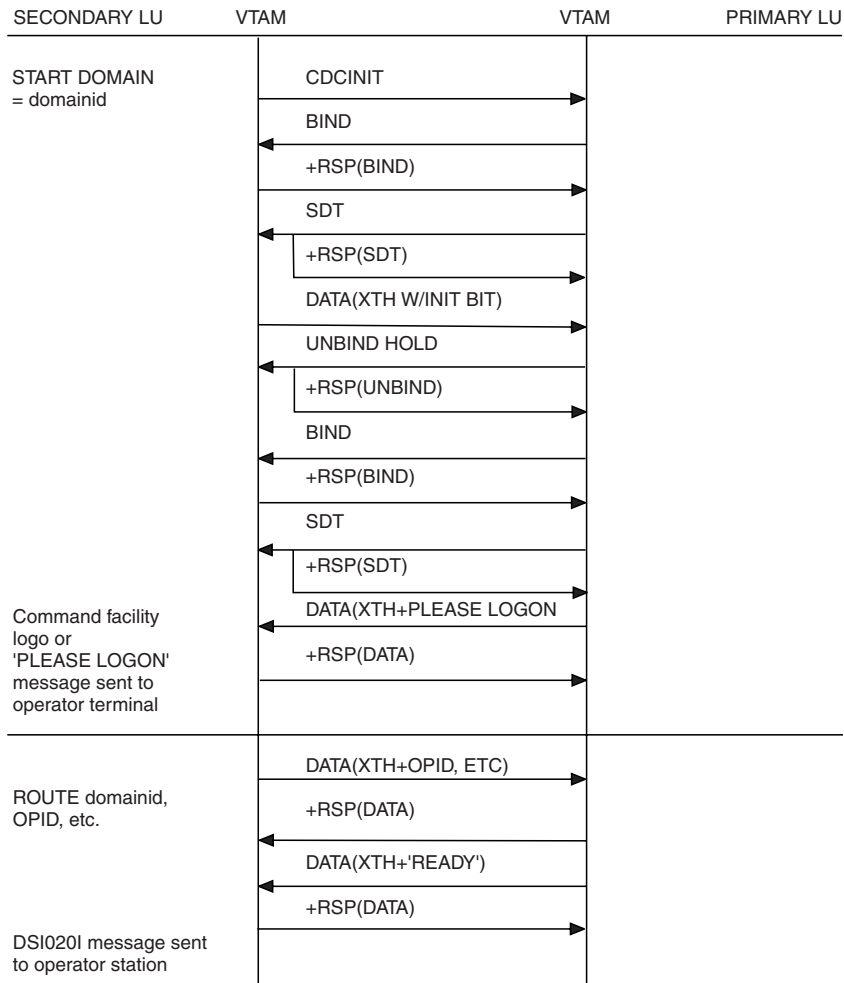 SECONDARY LU VTAM VTAM PRIMARY LU
START DOMAIN
= domainid
CDCINIT
BIND
+RSP(BIND)
SDT
+RSP(SDT)
DATA(XTH W/INIT BIT)
UNBIND HOLD
+RSP(UNBIND)
BIND
+RSP(BIND)
SDT
+RSP(SDT)
DATA(XTH+PLEASE LOGON
Command facility
logo or
'PLEASE LOGON'
message sent to
operator terminal
+RSP(DATA)
DATA(XTH+OPID, ETC)
ROUTE domainid,
OPID, etc.
+RSP(DATA)
DATA(XTH+'READY')
+RSP(DATA)
DSI020I message sent
to operator station